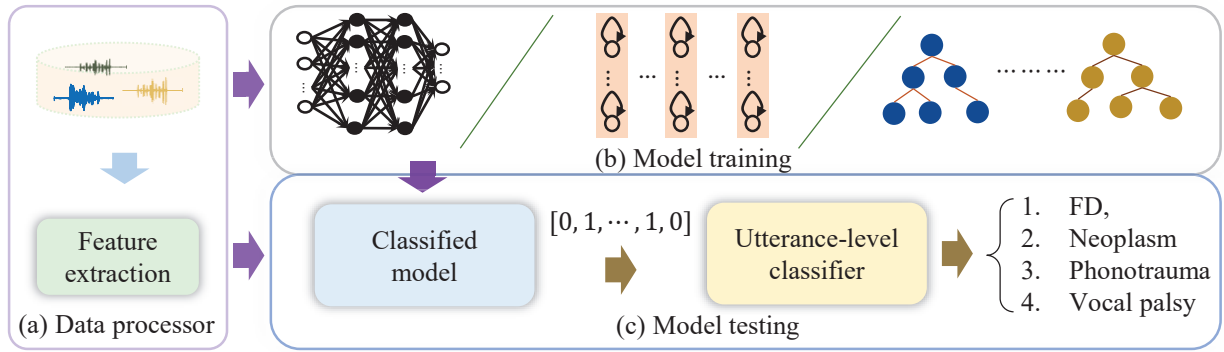 (b) Model training
Feature
extraction
(a) Data processor
Classified
model
[0, 1, ⋯ , 1, 0]
Utterance-level
classifier
1. FD,
2. Neoplasm
3. Phonotrauma
4. Vocal palsy
(c) Model testing